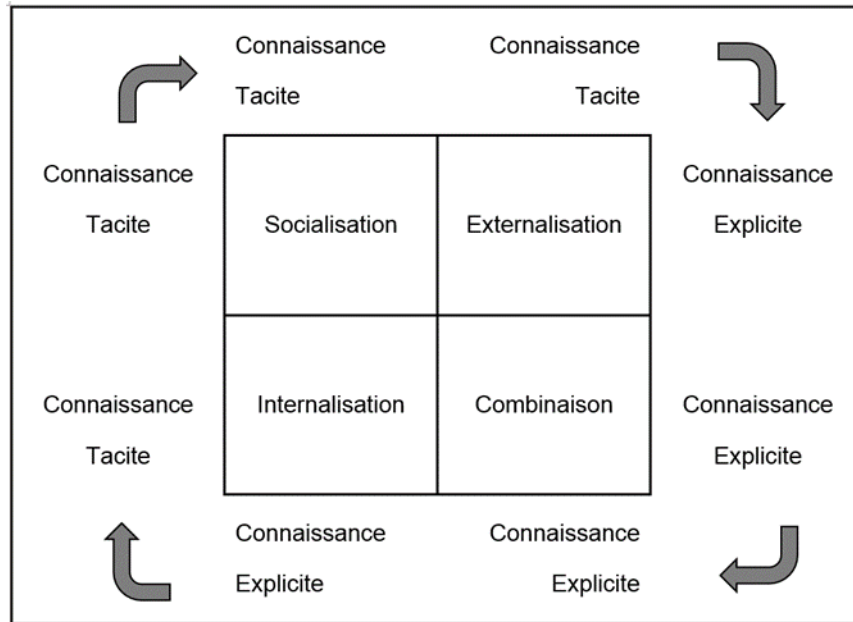 Connaissance
Tacite
Connaissance
Tacite
Connaissance
Tacite
Socialisation
Externalisation
Connaissance
Explicite
Connaissance
Tacite
Internalisation
Combinaison
Connaissance
Explicite
Connaissance
Explicite
Connaissance
Explicite